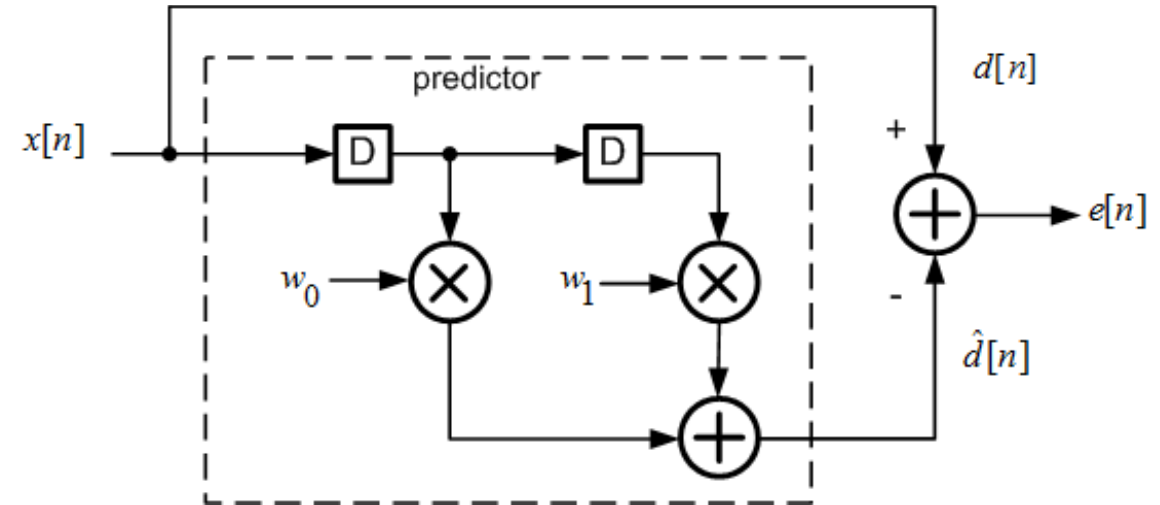 predictor
d[n]
x[n]
D
D
+
e[n]
w₀
w₁
-
d̂[n]